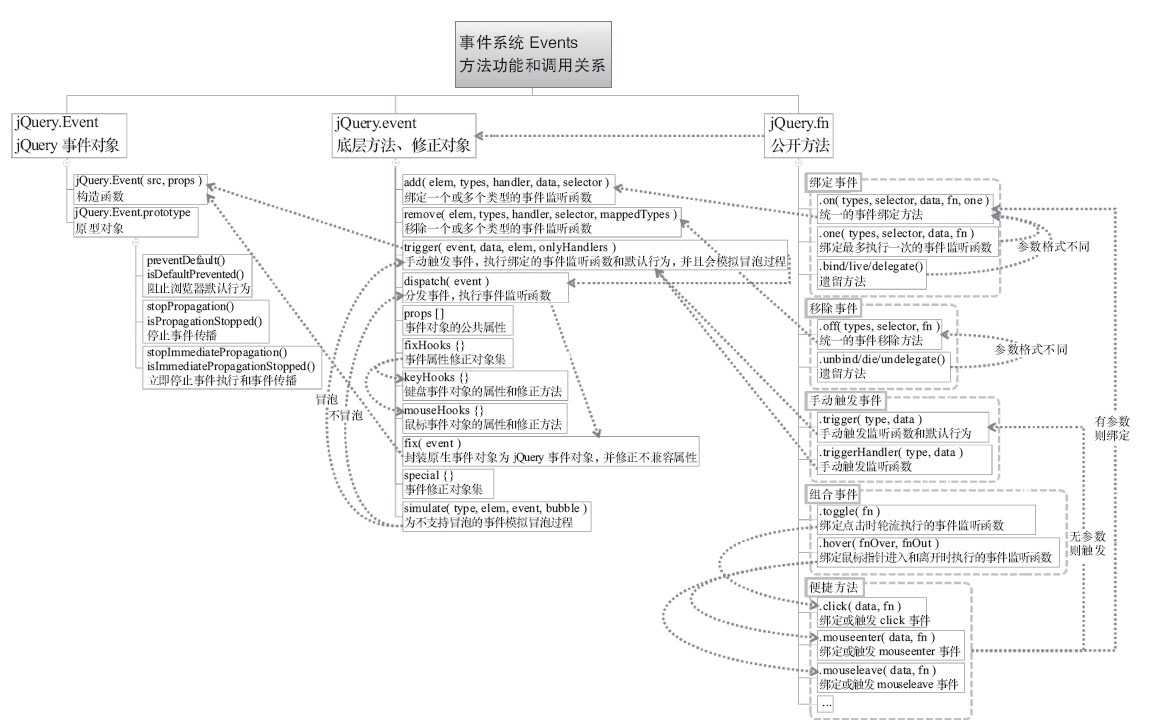 事件系统 Events
方法功能和调用关系
jQuery.Event
jQuery 事件对象
jQuery.Event( src, props )
构造函数
jQuery.Event.prototype
原型对象
preventDefault()
isDefaultPrevented()
阻止浏览器默认行为
stopPropagation()
isPropagationStopped()
停止事件传播
stopImmediatePropagation()
isImmediatePropagationStopped()
立即停止事件执行和事件传播
jQuery.event
底层方法、修正对象
add( elem, types, handler, data, selector )
绑定一个或多个类型的事件监听函数
remove( elem, types, handler, selector, mappedTypes )
移除一个或多个类型的事件监听函数
trigger( event, data, elem, onlyHandlers )
手动触发事件，执行绑定的事件监听函数和默认行为，并且会模拟冒泡过程
dispatch( event )
分发事件，执行事件监听函数
props []
事件对象的公共属性
fixHooks {}
事件属性修正对象集
keyHooks {}
键盘事件对象的属性和修正方法
mouseHooks {}
鼠标事件对象的属性和修正方法
fix( event )
封装原生事件对象为 jQuery 事件对象，并修正不兼容属性
special {}
事件修正对象集
simulate( type, elem, event, bubble )
为不支持冒泡的事件模拟冒泡过程
冒泡
不冒泡
jQuery.fn
公开方法
绑定事件
.on( types, selector, data, fn, one )
统一的事件绑定方法
.one( types, selector, data, fn )
绑定最多执行一次的事件监听函数
.bind/live/delegate()
遗留方法
参数格式不同
移除事件
.off( types, selector, fn )
统一的事件移除方法
.unbind/die/undelegate()
遗留方法
参数格式不同
手动触发事件
.trigger( type, data )
手动触发监听函数和默认行为
.triggerHandler( type, data )
手动触发监听函数
有参数
则绑定
组合事件
.toggle( fn )
绑定点击时轮流执行的事件监听函数
.hover( fnOver, fnOut )
绑定鼠标指针进入和离开时执行的事件监听函数
无参数
则触发
便捷方法
.click( data, fn )
绑定或触发 click 事件
.mouseenter( data, fn )
绑定或触发 mouseenter 事件
.mouseleave( data, fn )
绑定或触发 mouseleave 事件
...